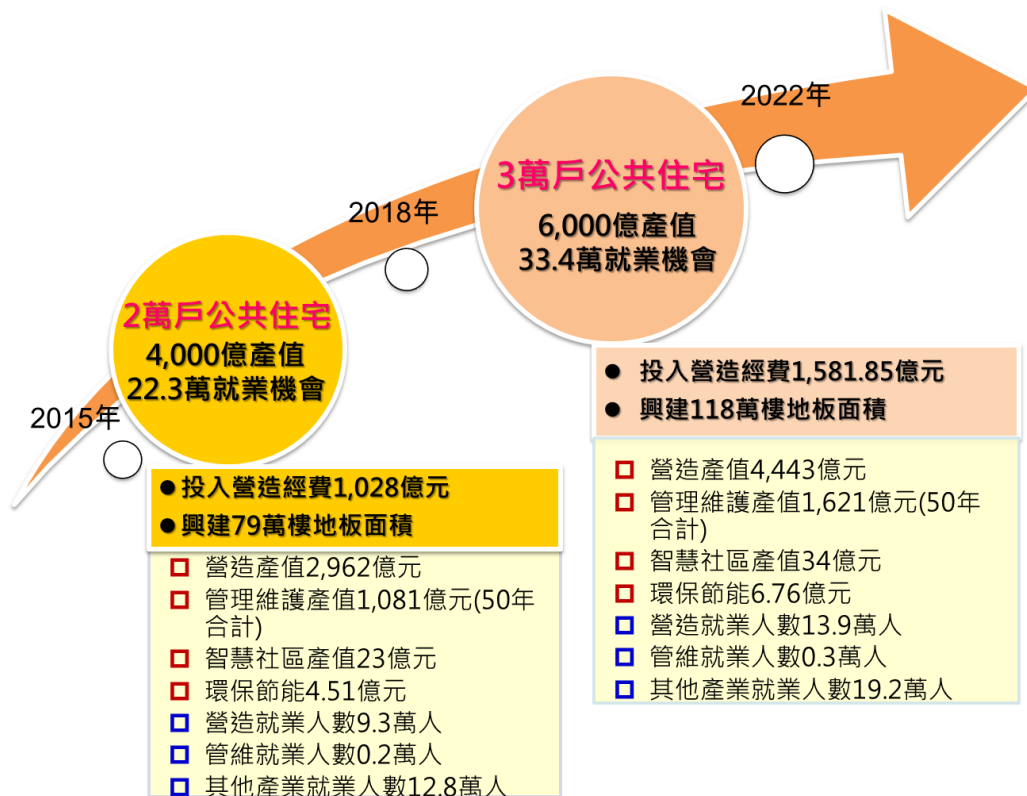 2015年
2萬戶公共住宅
4,000億產值
22.3萬就業機會
●投入營造經費1,028億元
●興建79萬樓地板面積
營造產值2,962億元
管理維護產值1,081億元(50年
合計)
智慧社區產值23億元
環保節能4.51億元
營造就業人數9.3萬人
管維就業人數0.2萬人
其他產業就業人數12.8萬人
2018年
3萬戶公共住宅
6,000億產值
33.4萬就業機會
● 投入營造經費1,581.85億元
● 興建118萬樓地板面積
營造產值4,443億元
管理維護產值1,621億元(50年
合計)
智慧社區產值34億元
環保節能6.76億元
營造就業人數13.9萬人
管維就業人數0.3萬人
其他產業就業人數19.2萬人
2022年